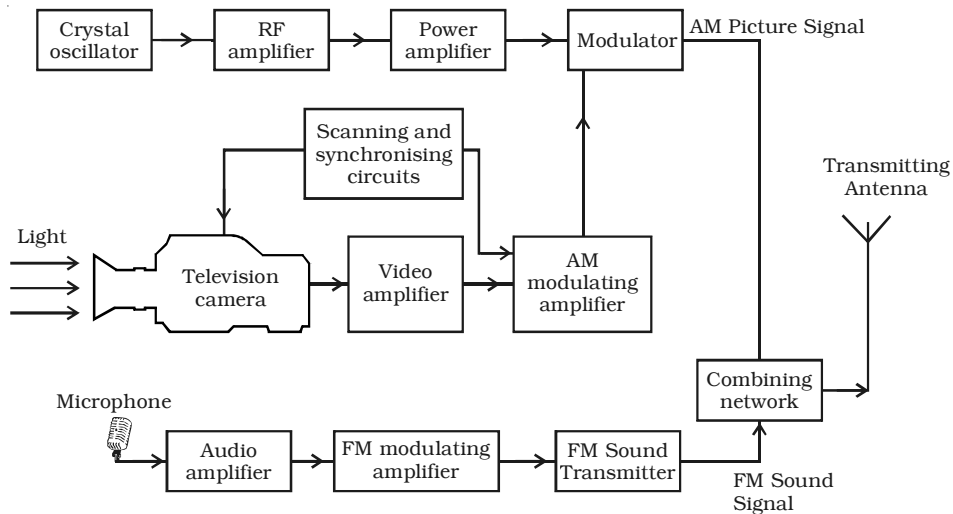 Crystal
oscillator
RF
amplifier
Power
amplifier
Modulator
AM Picture Signal
Scanning and
synchronising
circuits
Transmitting
Antenna
Light
Television
camera
Video
amplifier
AM
modulating
amplifier
Combining
network
Microphone
Audio
amplifier
FM modulating
amplifier
FM Sound
Transmitter
FM Sound
Signal